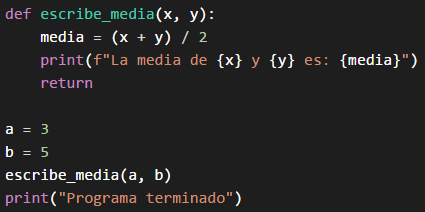 def escribe_media(x, y):
    media = (x + y) / 2
    print(f"La media de {x} y {y} es: {media}")
    return

a = 3
b = 5
escribe_media(a, b)
print("Programa terminado")